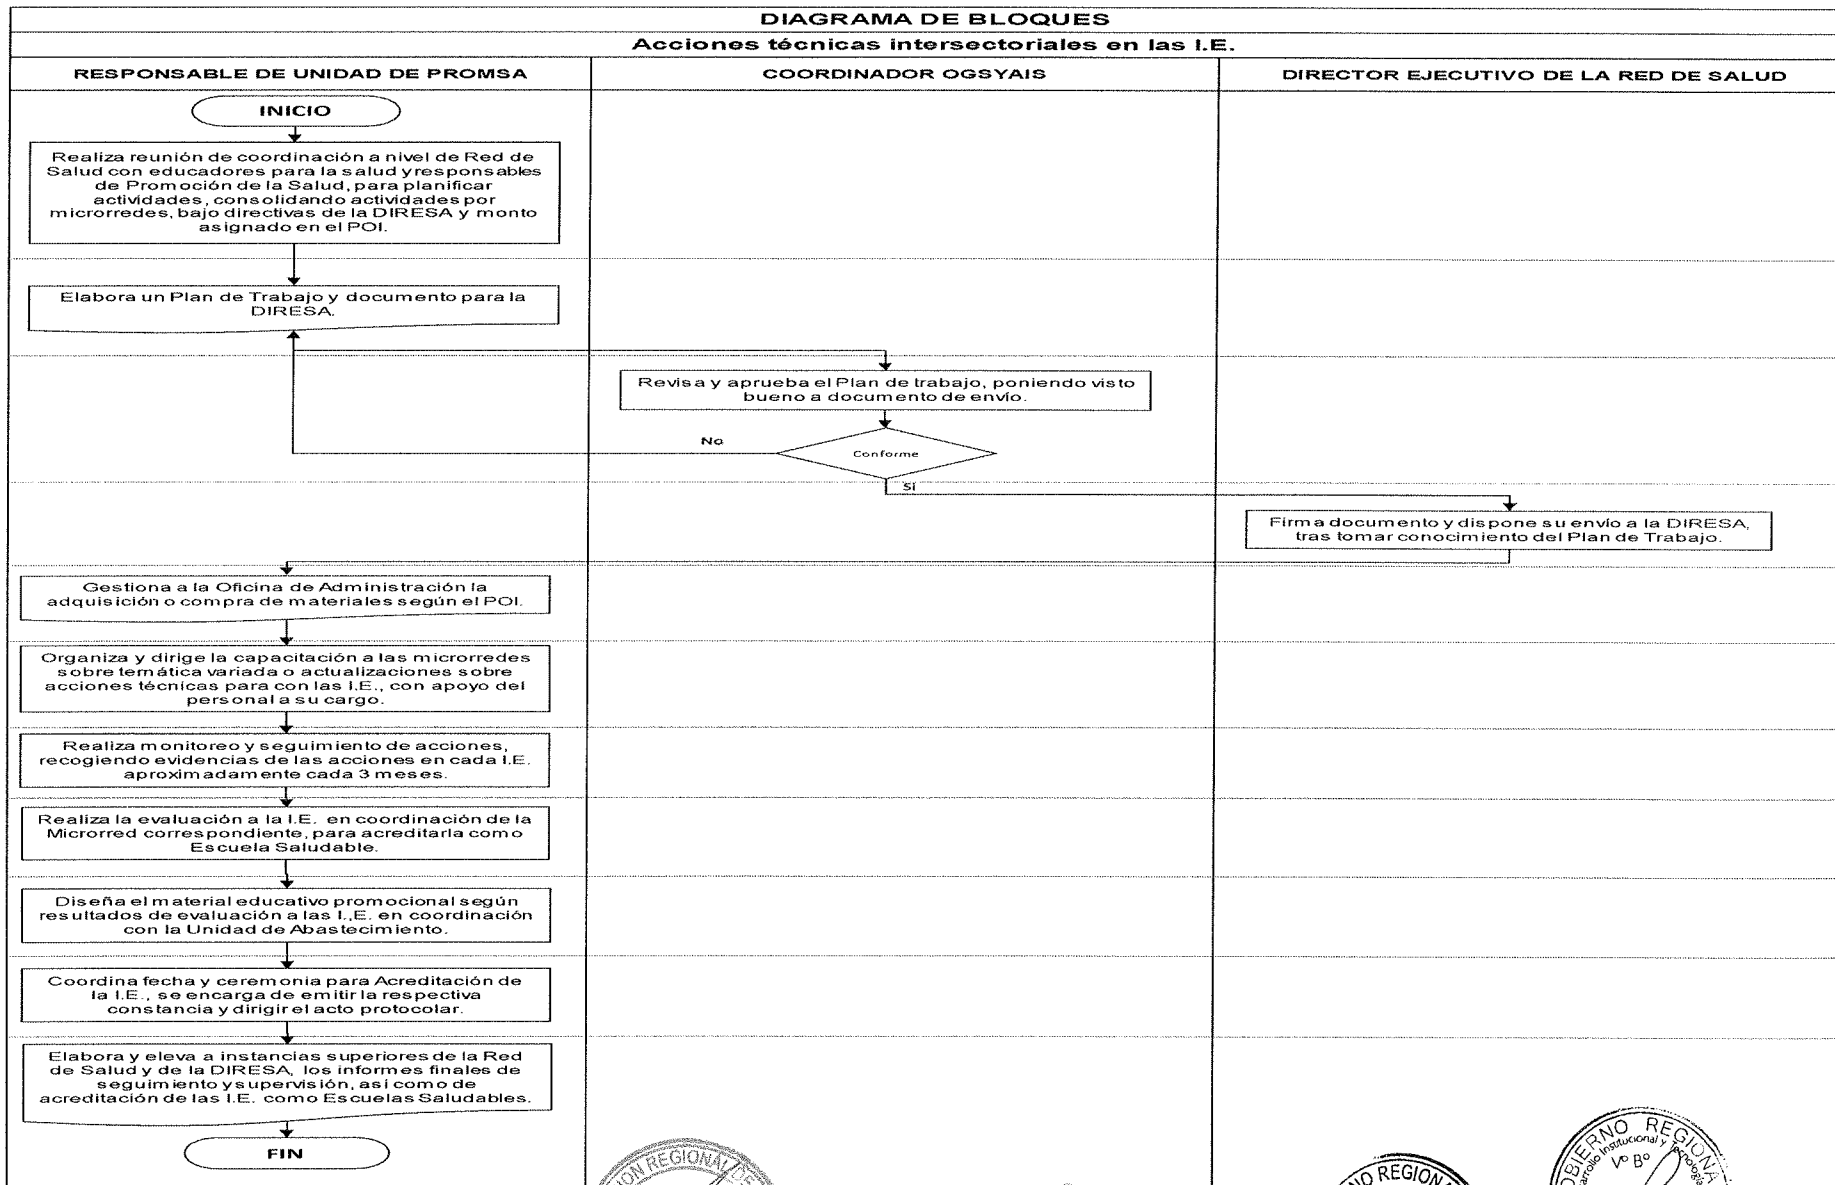 DIAGRAMA DE BLOQUES
Acciones técnicas intersectoriales en las I.E.
RESPONSABLE DE UNIDAD DE PROMSA
COORDINADOR OGSYAIS
DIRECTOR EJECUTIVO DE LA RED DE SALUD
INICIO
Realiza reunión de coordinación a nivel de Red de
Salud con educadores para la salud y responsables
de Promoción de la Salud, para planificar
actividades, consolidando actividades por
microrredes, bajo directivas de la DIRESA y monto
asignado en el POI.
Elabora un Plan de Trabajo y documento para la
DIRESA.
Revisa y aprueba el Plan de trabajo, poniendo visto
bueno a documento de envío.
No
Conforme
Si
Firma documento y dispone su envío a la DIRESA,
tras tomar conocimiento del Plan de Trabajo.
Gestiona a la Oficina de Administración la
adquisición o compra de materiales según el POI.
Organiza y dirige la capacitación a las microrredes
sobre temática variada o actualizaciones sobre
acciones técnicas para con las I.E., con apoyo del
personal a su cargo.
Realiza monitoreo y seguimiento de acciones,
recogiendo evidencias de las acciones en cada I.E.
aproximadamente cada 3 meses.
Realiza la evaluación a la I.E. en coordinación de la
Microrred correspondiente, para acreditarla como
Escuela Saludable.
Diseña el material educativo promocional según
resultados de evaluación a las I.,E. en coordinación
con la Unidad de Abastecimiento.
Coordina fecha y ceremonia para Acreditación de
la I.E., se encarga de emitir la respectiva
constancia y dirigir el acto protocolar.
Elabora y eleva a instancias superiores de la Red
de Salud y de la DIRESA, los informes finales de
seguimiento y supervisión, así como de
acreditación de las I.E. como Escuelas Saludables.
FIN
REGIONAL DE
REGIONA
REGIONA
Institucional y
Vº Bº